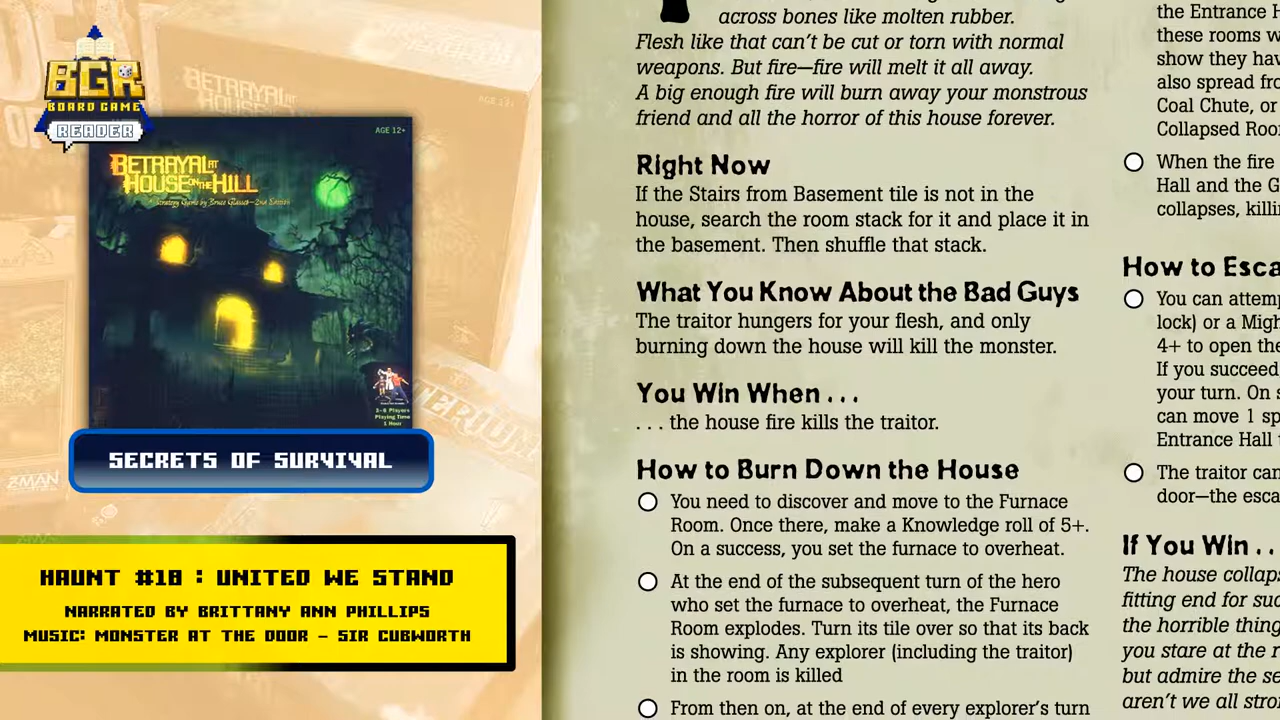 BGR
BOARD GAME
READER
AGE 12+
BETRAYAL AT
HOUSE ON THE HILL
A Strategy Game by Bruce Glassco—2nd Edition
3-6 Players
Playing Time
1 Hour
SECRETS OF SURVIVAL
HAUNT #18 : UNITED WE STAND
NARRATED BY BRITTANY ANN PHILLIPS
MUSIC: MONSTER AT THE DOOR - SIR CUBWORTH
across bones like molten rubber.
Flesh like that can't be cut or torn with normal
weapons. But fire—fire will melt it all away.
A big enough fire will burn away your monstrous
friend and all the horror of this house forever.
Right Now
If the Stairs from Basement tile is not in the
house, search the room stack for it and place it in
the basement. Then shuffle that stack.
What You Know About the Bad Guys
The traitor hungers for your flesh, and only
burning down the house will kill the monster.
You Win When . . .
. . . the house fire kills the traitor.
How to Burn Down the House
You need to discover and move to the Furnace
Room. Once there, make a Knowledge roll of 5+.
On a success, you set the furnace to overheat.
At the end of the subsequent turn of the hero
who set the furnace to overheat, the Furnace
Room explodes. Turn its tile over so that its back
is showing. Any explorer (including the traitor)
in the room is killed
From then on, at the end of every explorer's turn
the Entrance H
these rooms w
show they hav
also spread fro
Coal Chute, or
Collapsed Roo
When the fire
Hall and the G
collapses, killi
How to Esca
You can attem
lock) or a Migh
4+ to open the
If you succeed
your turn. On s
can move 1 sp
Entrance Hall
The traitor can
door—the esca
If You Win . .
The house collaps
fitting end for suc
the horrible thing
you stare at the r
but admire the se
aren't we all stro